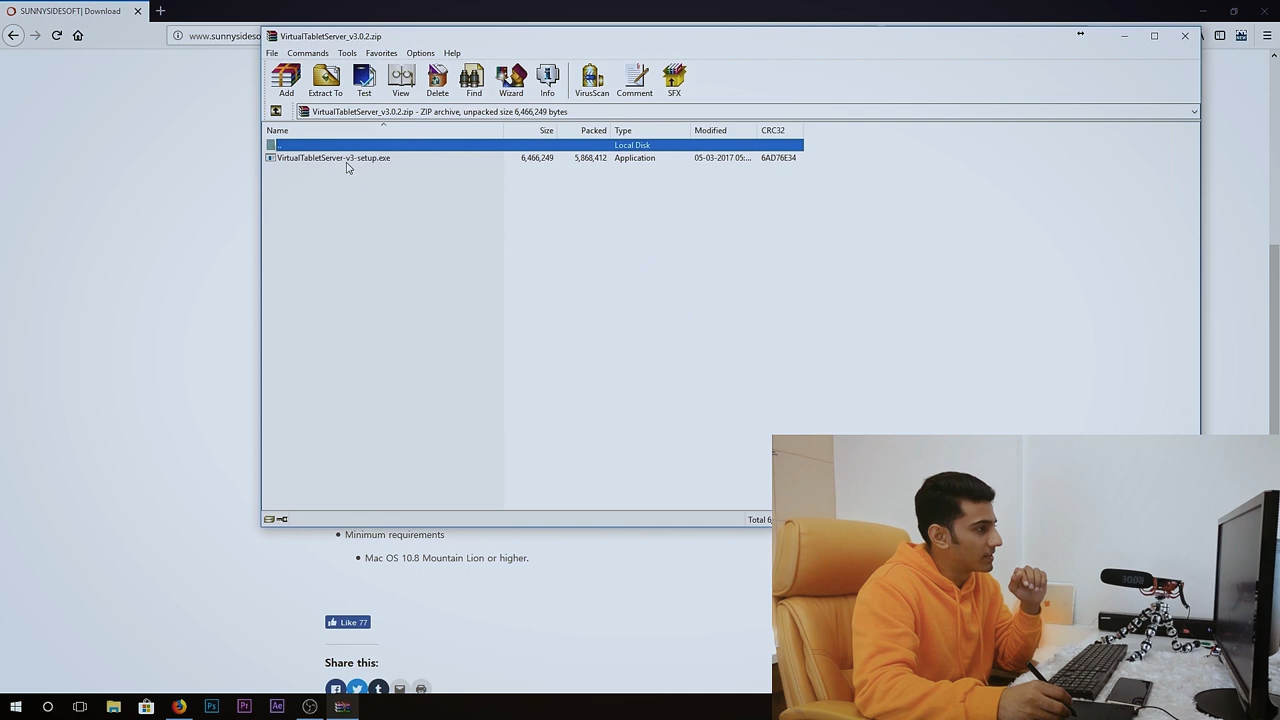 SUNNYSIDESOFT| Download
www.sunnysideso
VirtualTabletServer_v3.0.2.zip
File Commands Tools Favorites Options Help
Add Extract To Test View Delete Find Wizard Info VirusScan Comment SFX
VirtualTabletServer_v3.0.2.zip - ZIP archive, unpacked size 6,466,249 bytes
Name Size Packed Type Modified CRC32
.. Local Disk
VirtualTabletServer-v3-setup.exe 6,466,249 5,868,412 Application 05-03-2017 05:... 6AD76E34
Total 6,
Minimum requirements
Mac OS 10.8 Mountain Lion or higher.
Like 77
Share this:
Ps Pr Ae
RODE